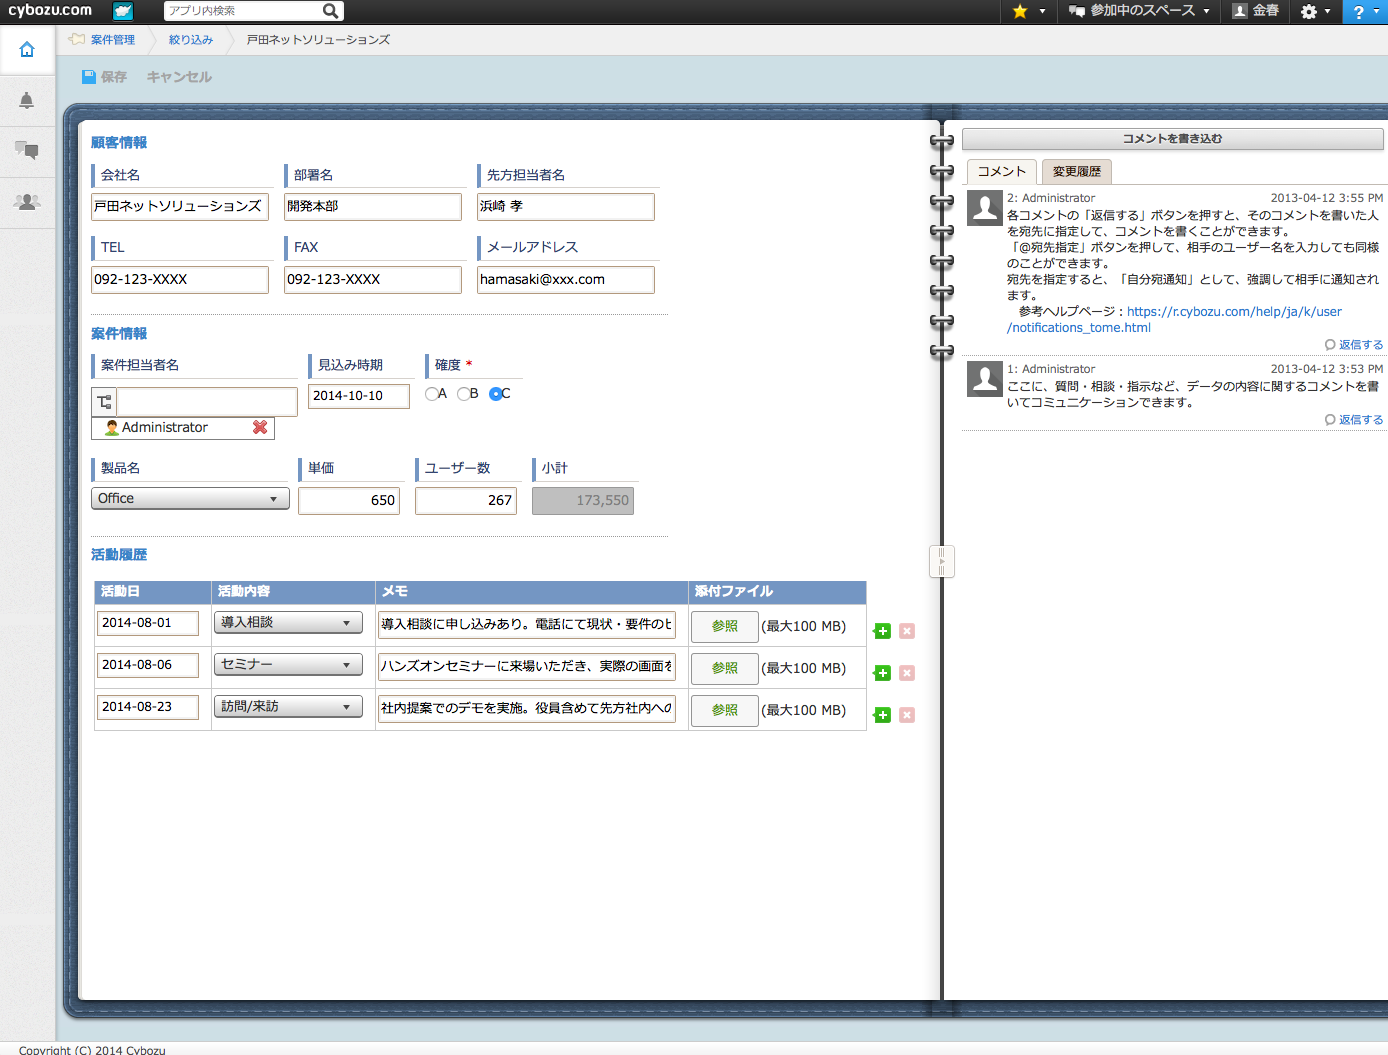 cybozu.com
アプリ内検索
参加中のスペース
金春
?
案件管理
絞り込み
戸田ネットソリューションズ
保存
キャンセル
顧客情報
会社名
部署名
先方担当者名
戸田ネットソリューションズ
開発本部
浜崎 孝
TEL
FAX
メールアドレス
092-123-XXXX
092-123-XXXX
hamasaki@xxx.com
案件情報
案件担当者名
見込み時期
確度 *
2014-10-10
A
B
C
Administrator
製品名
単価
ユーザー数
小計
Office
650
267
173,550
活動履歴
活動日
活動内容
メモ
添付ファイル
2014-08-01
導入相談
導入相談に申し込みあり。電話にて現状・要件のヒ
参照
(最大100 MB)
2014-08-06
セミナー
ハンズオンセミナーに来場いただき、実際の画面を
参照
(最大100 MB)
2014-08-23
訪問/来訪
社内提案でのデモを実施。役員含めて先方社内への
参照
(最大100 MB)
コメントを書き込む
コメント
変更履歴
2: Administrator
2013-04-12 3:55 PM
各コメントの「返信する」ボタンを押すと、そのコメントを書いた人
を宛先に指定して、コメントを書くことができます。
「@宛先指定」ボタンを押して、相手のユーザー名を入力しても同様
のことができます。
宛先を指定すると、「自分宛通知」として、強調して相手に通知され
ます。
参考ヘルプページ：https://r.cybozu.com/help/ja/k/user
/notifications_tome.html
返信する
1: Administrator
2013-04-12 3:53 PM
ここに、質問・相談・指示など、データの内容に関するコメントを書
いてコミュニケーションできます。
返信する
Copyright (C) 2014 Cybozu